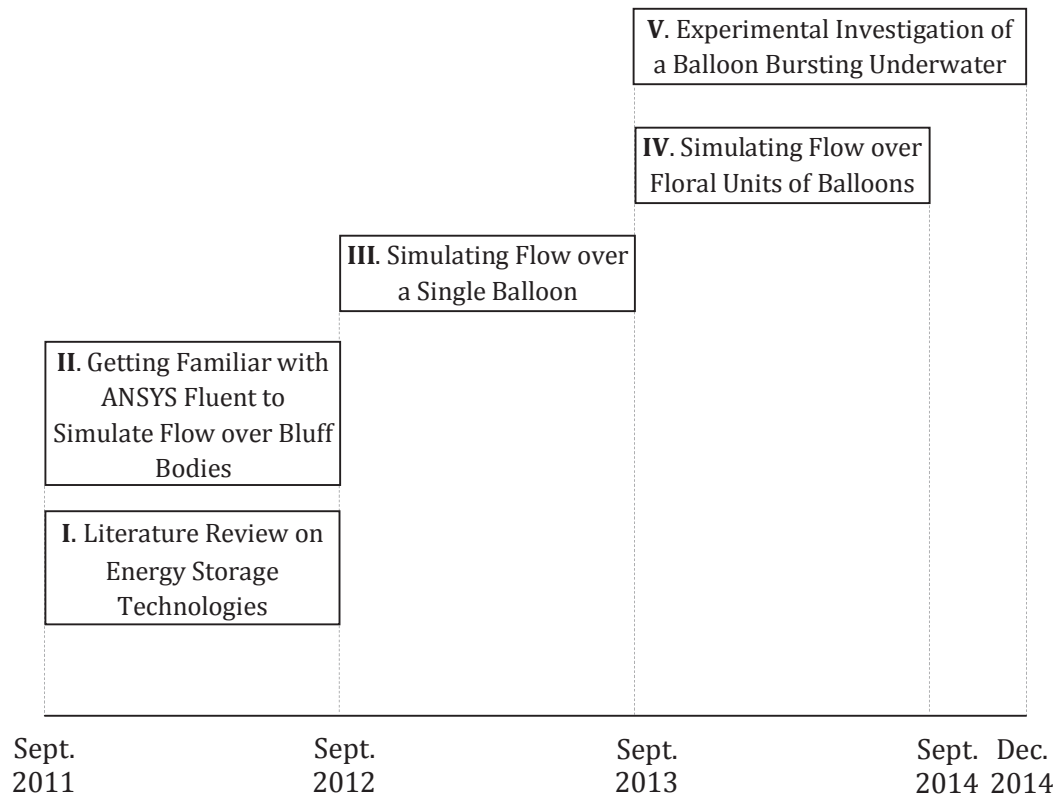 V. Experimental Investigation of
a Balloon Bursting Underwater
IV. Simulating Flow over
Floral Units of Balloons
III. Simulating Flow over
a Single Balloon
II. Getting Familiar with
ANSYS Fluent to
Simulate Flow over Bluff
Bodies
I. Literature Review on
Energy Storage
Technologies
Sept. 2011
Sept. 2012
Sept. 2013
Sept. 2014
Dec. 2014